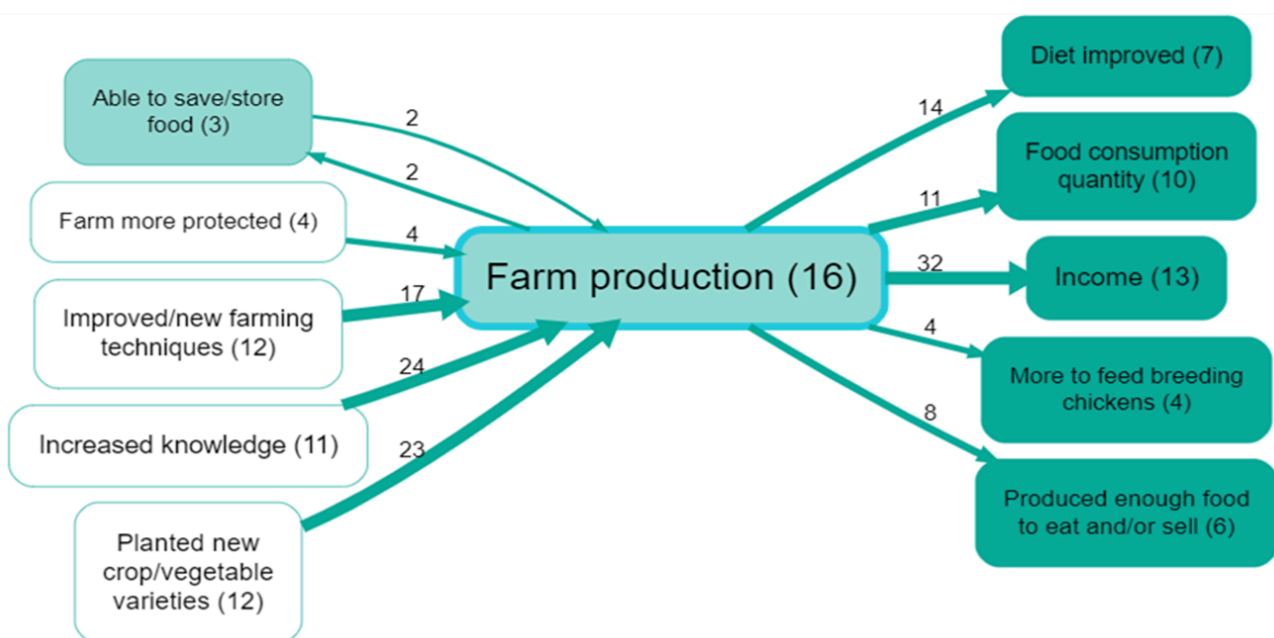 Able to save/store
food (3)
Farm more protected (4)
Improved/new farming
techniques (12)
Increased knowledge (11)
Planted new
crop/vegetable
varieties (12)
2
2
4
17
24
23
Farm production (16)
14
11
32
4
8
Diet improved (7)
Food consumption
quantity (10)
Income (13)
More to feed breeding
chickens (4)
Produced enough food
to eat and/or sell (6)